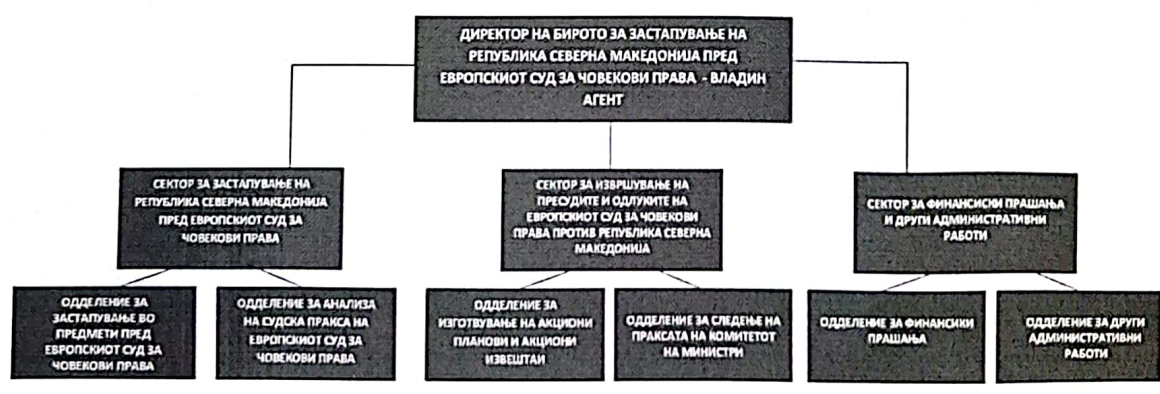 ДИРЕКТОР НА БИРОТО ЗА ЗАСТАПУВАЊЕ НА
РЕПУБЛИКА СЕВЕРНА МАКЕДОНИЈА ПРЕД
ЕВРОПСКИОТ СУД ЗА ЧОВЕКОВИ ПРАВА - ВЛАДИН
АГЕНТ
СЕКТОР ЗА ЗАСТАПУВАЊЕ НА
РЕПУБЛИКА СЕВЕРНА МАКЕДОНИЈА
ПРЕД ЕВРОПСКИОТ СУД ЗА
ЧОВЕКОВИ ПРАВА
СЕКТОР ЗА ИЗВРШУВАЊЕ НА
ПРЕСУДИТЕ И ОДЛУКИТЕ НА
ЕВРОПСКИОТ СУД ЗА ЧОВЕКОВИ
ПРАВА ПРОТИВ РЕПУБЛИКА СЕВЕРНА
МАКЕДОНИЈА
СЕКТОР ЗА ФИНАНСИСКИ ПРАШАЊА
И ДРУГИ АДМИНИСТРАТИВНИ
РАБОТИ
ОДДЕЛЕНИЕ ЗА
ЗАСТАПУВАЊЕ ВО
ПРЕДМЕТИ ПРЕД
ЕВРОПСКИОТ СУД ЗА
ЧОВЕКОВИ ПРАВА
ОДДЕЛЕНИЕ ЗА АНАЛИЗА
НА СУДСКА ПРАКСА НА
ЕВРОПСКИОТ СУД ЗА
ЧОВЕКОВИ ПРАВА
ОДДЕЛЕНИЕ ЗА
ИЗГОТВУВАЊЕ НА АКЦИОНИ
ПЛАНОВИ И АКЦИОНИ
ИЗВЕШТАИ
ОДДЕЛЕНИЕ ЗА СЛЕДЕЊЕ НА
ПРАКСАТА НА КОМИТЕТОТ
НА МИНИСТРИ
ОДДЕЛЕНИЕ ЗА ФИНАНСИКИ
ПРАШАЊА
ОДДЕЛЕНИЕ ЗА ДРУГИ
АДМИНИСТРАТИВНИ
РАБОТИ